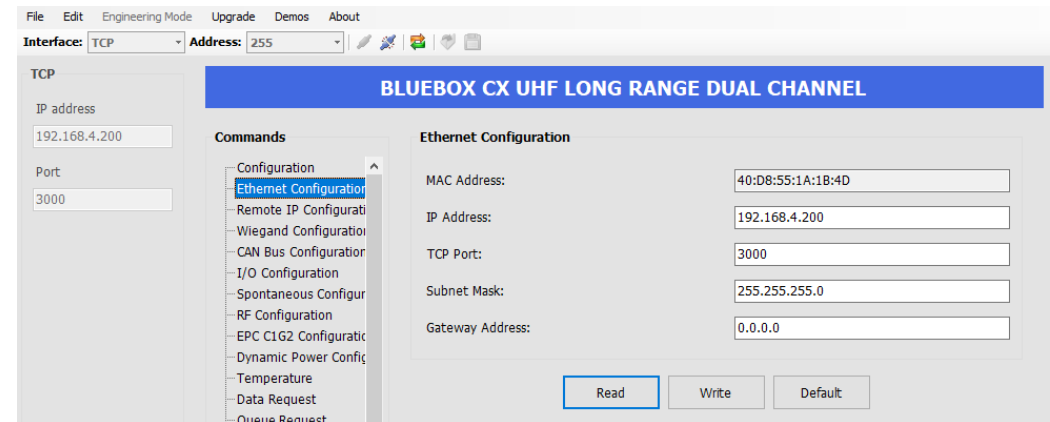 File Edit Engineering Mode Upgrade Demos About
Interface: TCP Address: 255
TCP
IP address
192.168.4.200
Port
3000
BLUEBOX CX UHF LONG RANGE DUAL CHANNEL
Commands
Configuration
Ethernet Configuration
Remote IP Configurati
Wiegand Configuration
CAN Bus Configuration
I/O Configuration
Spontaneous Configur
RF Configuration
EPC C1G2 Configuratic
Dynamic Power Config
Temperature
Data Request
Queue Request
Ethernet Configuration
MAC Address: 40:D8:55:1A:1B:4D
IP Address: 192.168.4.200
TCP Port: 3000
Subnet Mask: 255.255.255.0
Gateway Address: 0.0.0.0
Read Write Default